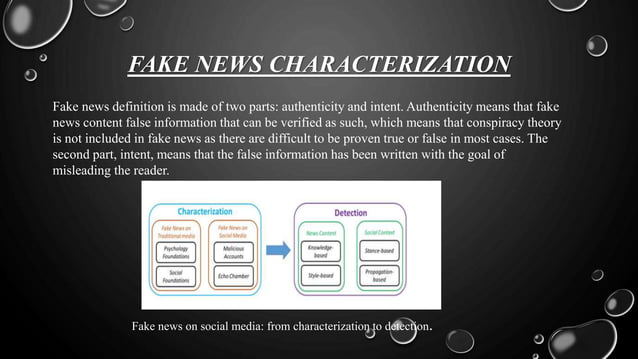 FAKE NEWS CHARACTERIZATION
Fake news definition is made of two parts: authenticity and intent. Authenticity means that fake
news content false information that can be verified as such, which means that conspiracy theory
is not included in fake news as there are difficult to be proven true or false in most cases. The
second part, intent, means that the false information has been written with the goal of
misleading the reader.
Characterization
Fake News on
Traditional media
Fake News on
Social Media
Psychology
Foundations
Malicious
Accounts
Social
Foundations
Echo Chamber
Detection
News Context
Social Context
Knowledge-
based
Stance-based
Style-based
Propagation-
based
Fake news on social media: from characterization to detection.